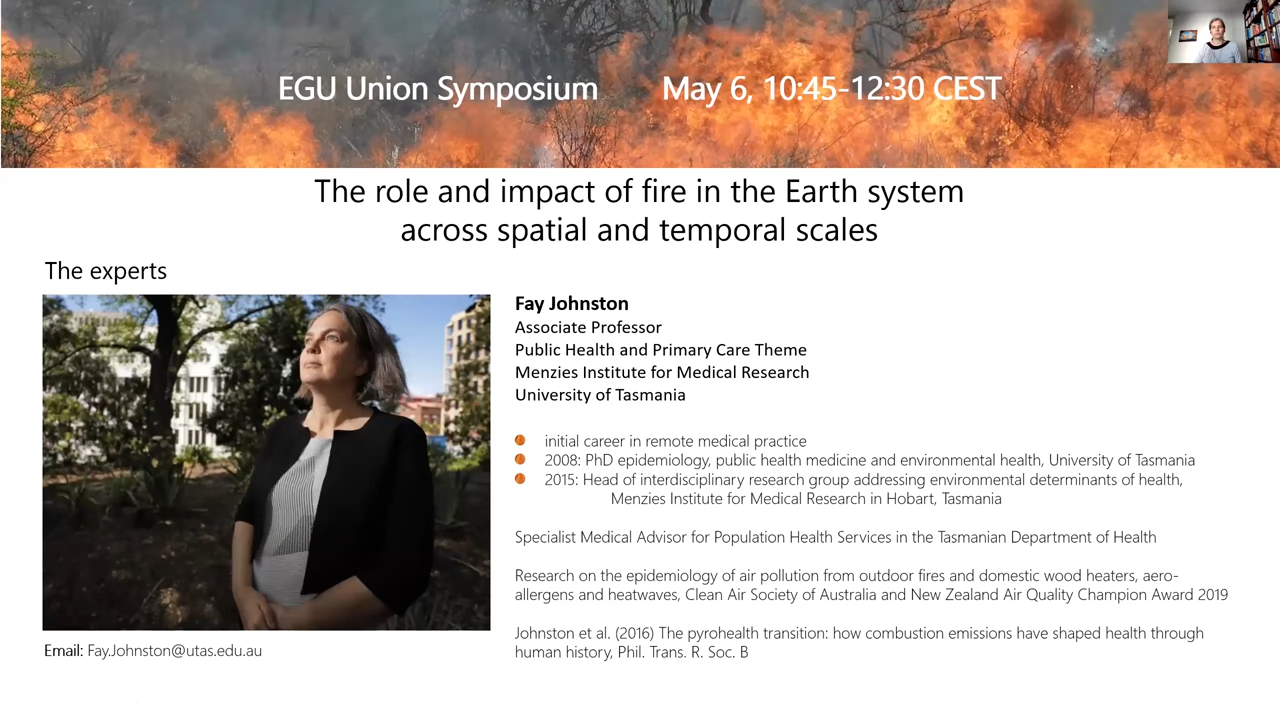 EGU Union Symposium May 6, 10:45-12:30 CEST
The role and impact of fire in the Earth system
across spatial and temporal scales
The experts
Fay Johnston
Associate Professor
Public Health and Primary Care Theme
Menzies Institute for Medical Research
University of Tasmania
initial career in remote medical practice
2008: PhD epidemiology, public health medicine and environmental health, University of Tasmania
2015: Head of interdisciplinary research group addressing environmental determinants of health,
Menzies Institute for Medical Research in Hobart, Tasmania
Specialist Medical Advisor for Population Health Services in the Tasmanian Department of Health
Research on the epidemiology of air pollution from outdoor fires and domestic wood heaters, aero-
allergens and heatwaves, Clean Air Society of Australia and New Zealand Air Quality Champion Award 2019
Johnston et al. (2016) The pyrohealth transition: how combustion emissions have shaped health through
human history, Phil. Trans. R. Soc. B
Email: Fay.Johnston@utas.edu.au